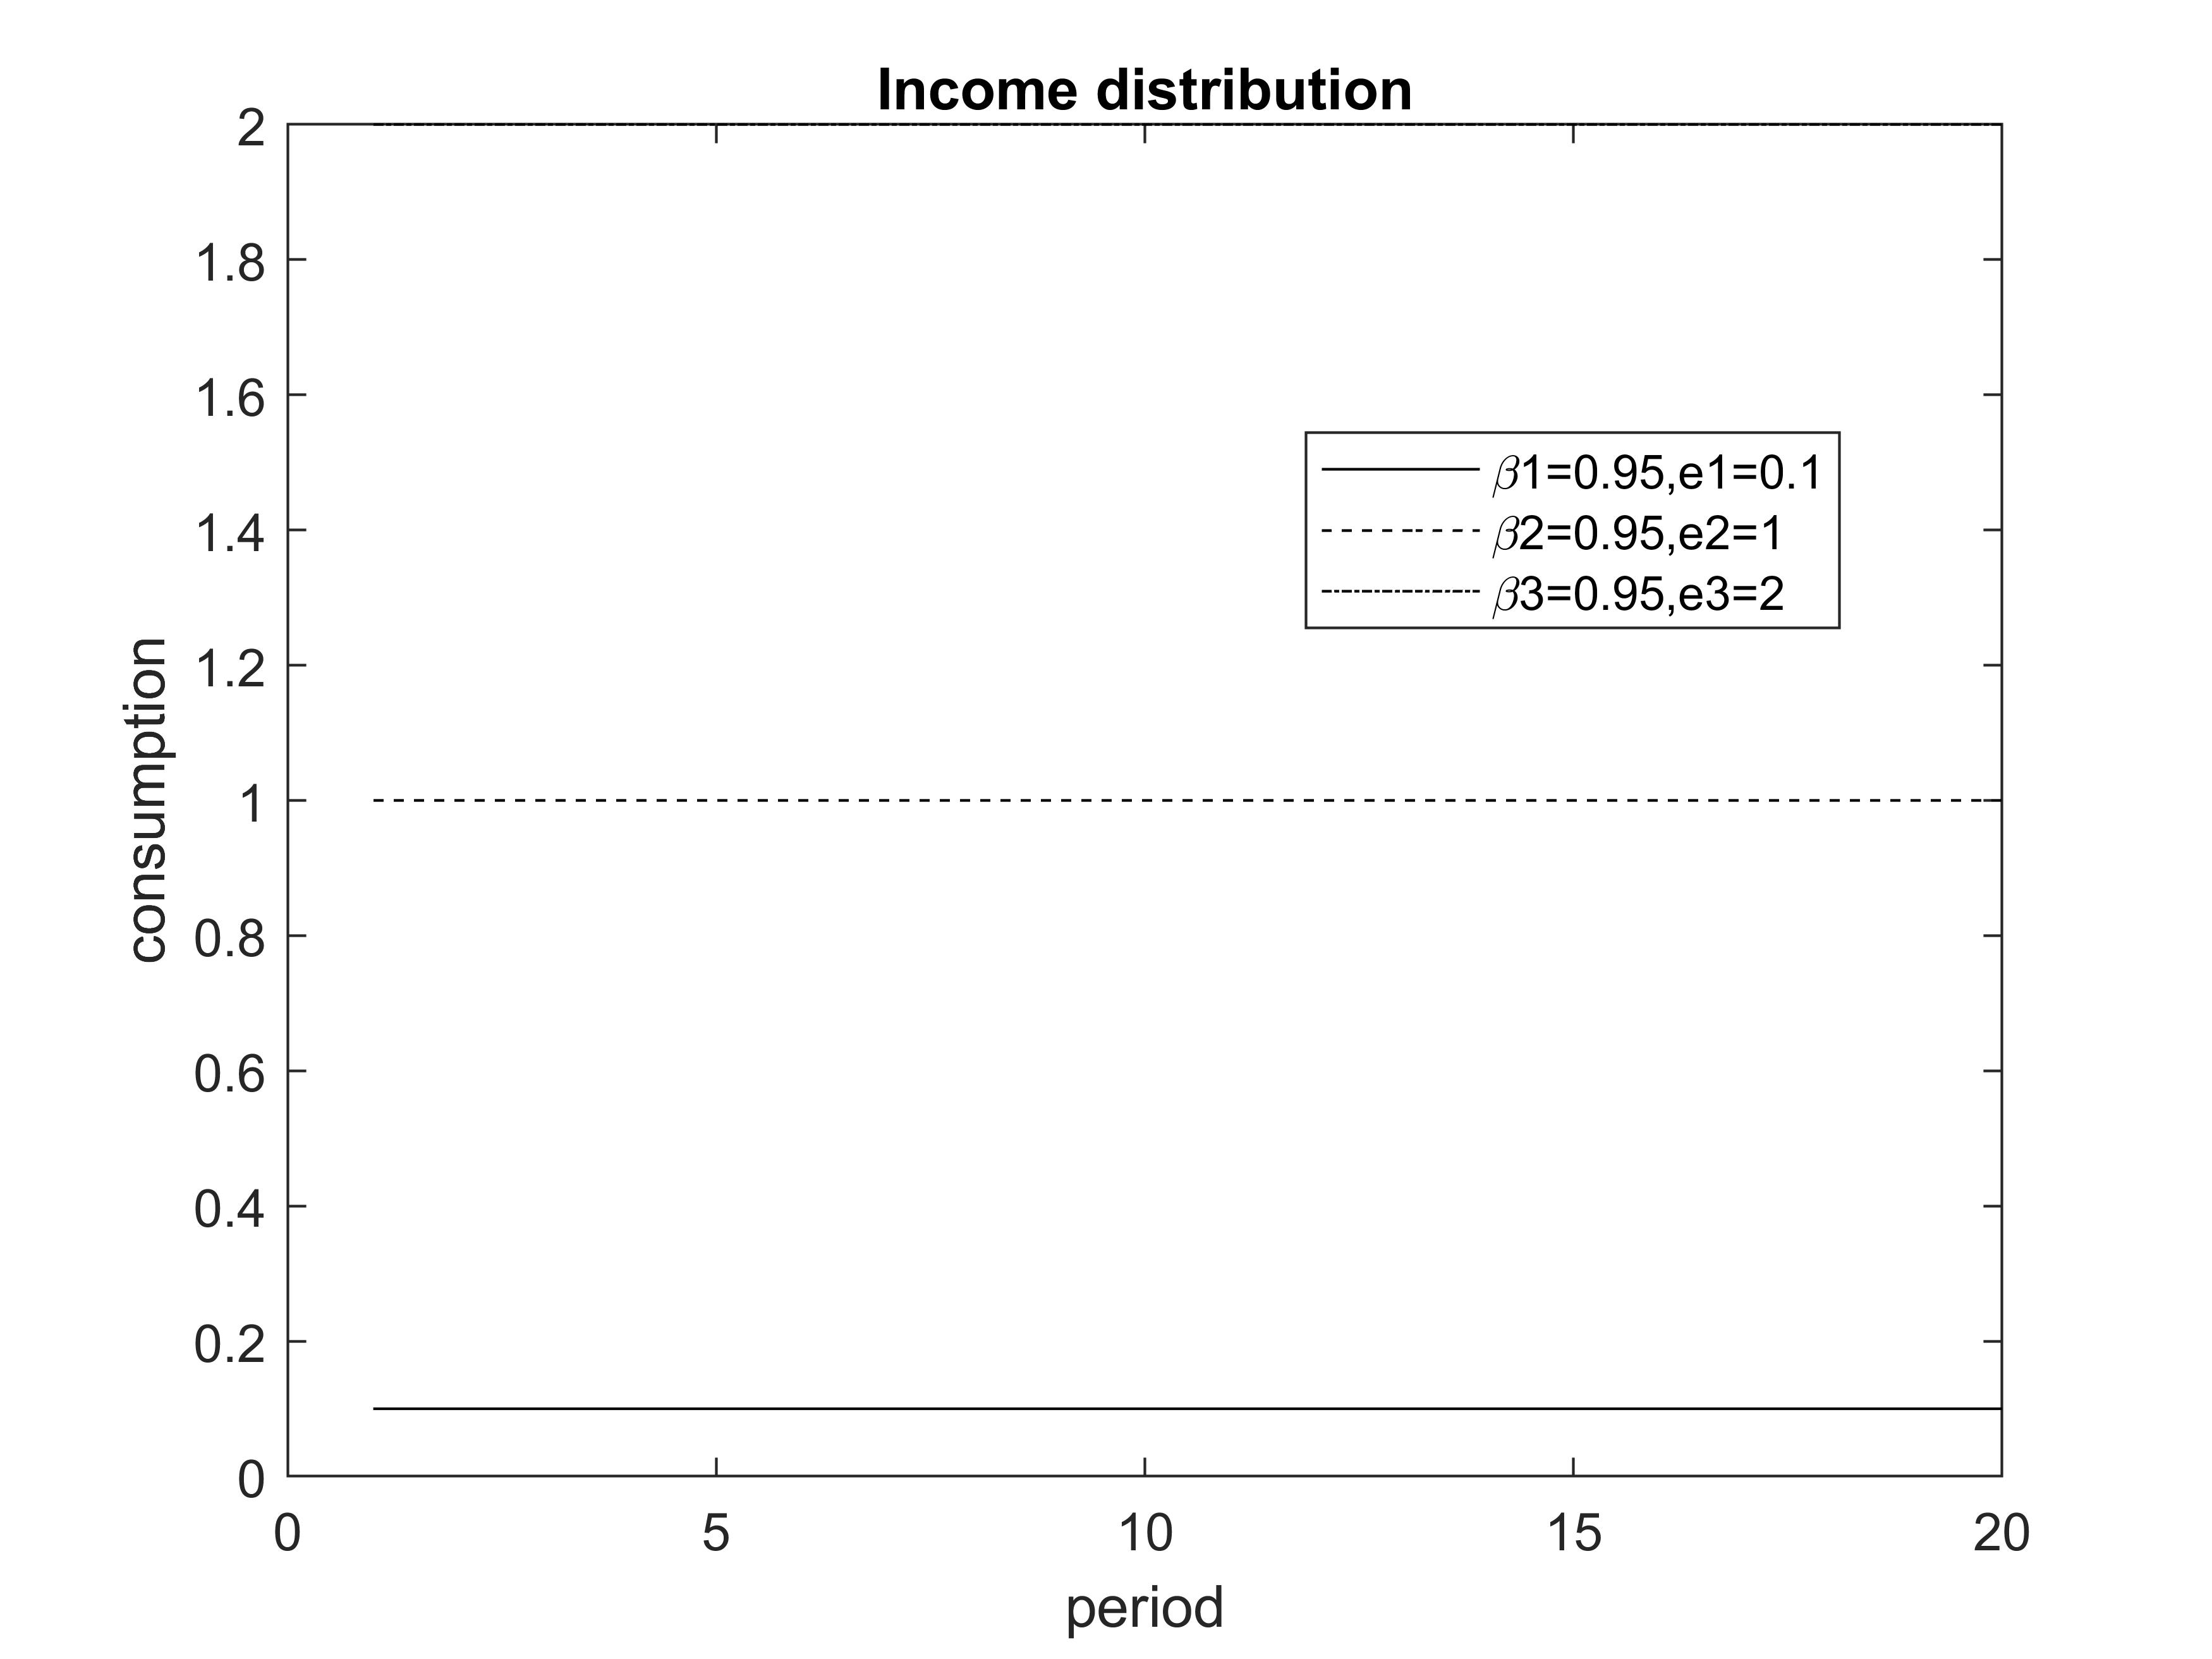 Income distribution
2
1.8
1.6
1.4
1.2
1
0.8
0.6
0.4
0.2
0
consumption
β1=0.95,e1=0.1
β2=0.95,e2=1
β3=0.95,e3=2
0 5 10 15 20
period